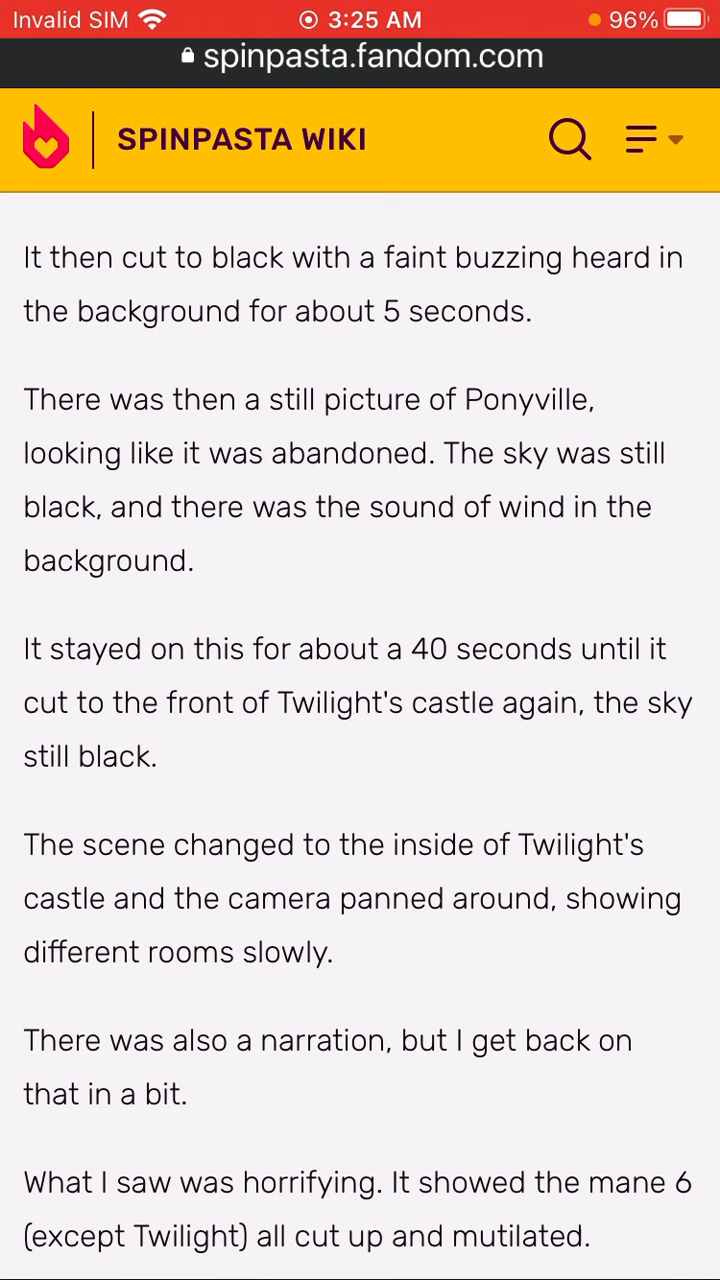 Invalid SIM 3:25 AM 96%
spinpasta.fandom.com
SPINPASTA WIKI
It then cut to black with a faint buzzing heard in
the background for about 5 seconds.
There was then a still picture of Ponyville,
looking like it was abandoned. The sky was still
black, and there was the sound of wind in the
background.
It stayed on this for about a 40 seconds until it
cut to the front of Twilight's castle again, the sky
still black.
The scene changed to the inside of Twilight's
castle and the camera panned around, showing
different rooms slowly.
There was also a narration, but I get back on
that in a bit.
What I saw was horrifying. It showed the mane 6
(except Twilight) all cut up and mutilated.